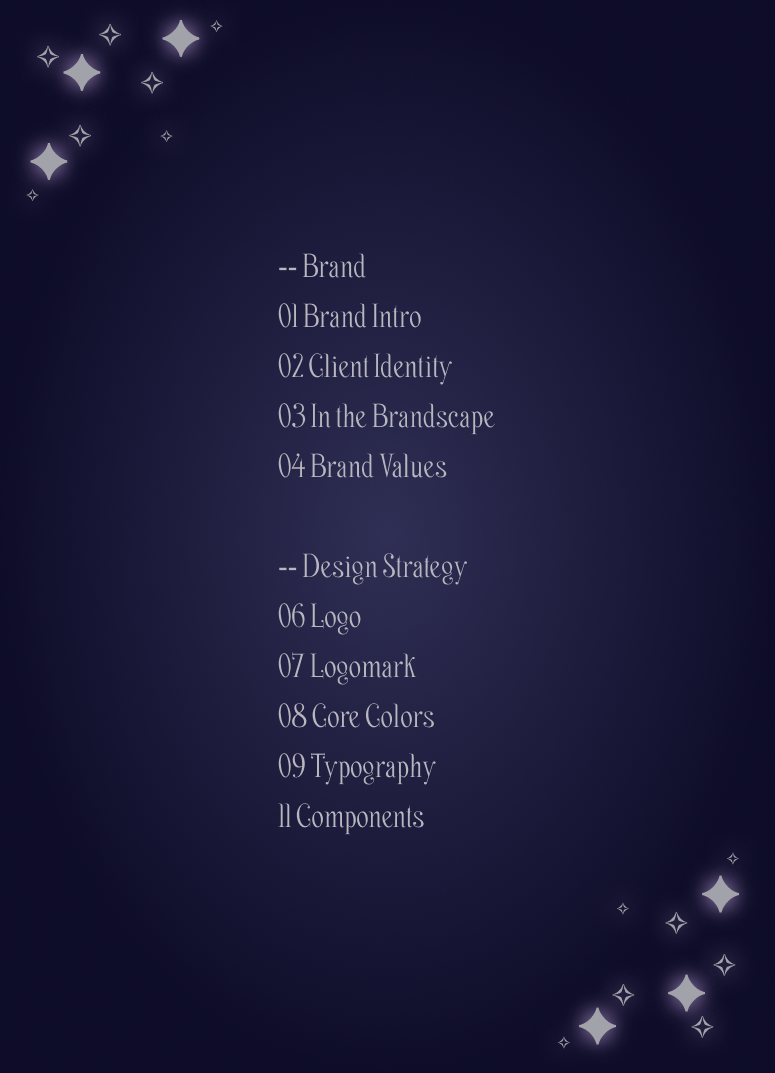 -- Brand
01 Brand Intro
02 Client Identity
03 In the Brandscape
04 Brand Values
-- Design Strategy
06 Logo
07 Logomark
08 Core Colors
09 Typography
11 Components